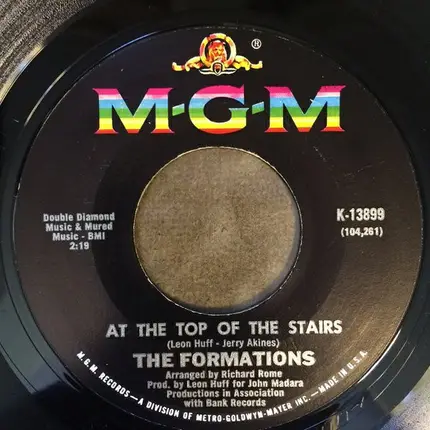 ®
M-G-M
Double Diamond
Music & Mured
Music - BMI
2:19
K-13899
(104,261)
AT THE TOP OF THE STAIRS
(Leon Huff - Jerry Akines)
THE FORMATIONS
Arranged by Richard Rome
Prod. by Leon Huff for John Madara
Productions in Association
with Bank Records
M.G.M. RECORDS—A DIVISION OF METRO-GOLDWYN-MAYER INC.—MADE IN U.S.A.